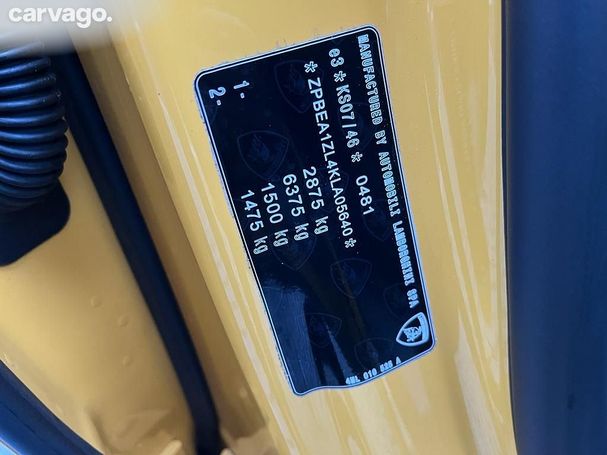 carvago.
MANUFACTURED BY AUTOMOBILI LAMBORGHINI SPA
e3 * KS07/46 * 0481
* ZPBEA1ZL4KLA05640 *
2875 kg
6375 kg
1- 1500 kg
2- 1475 kg